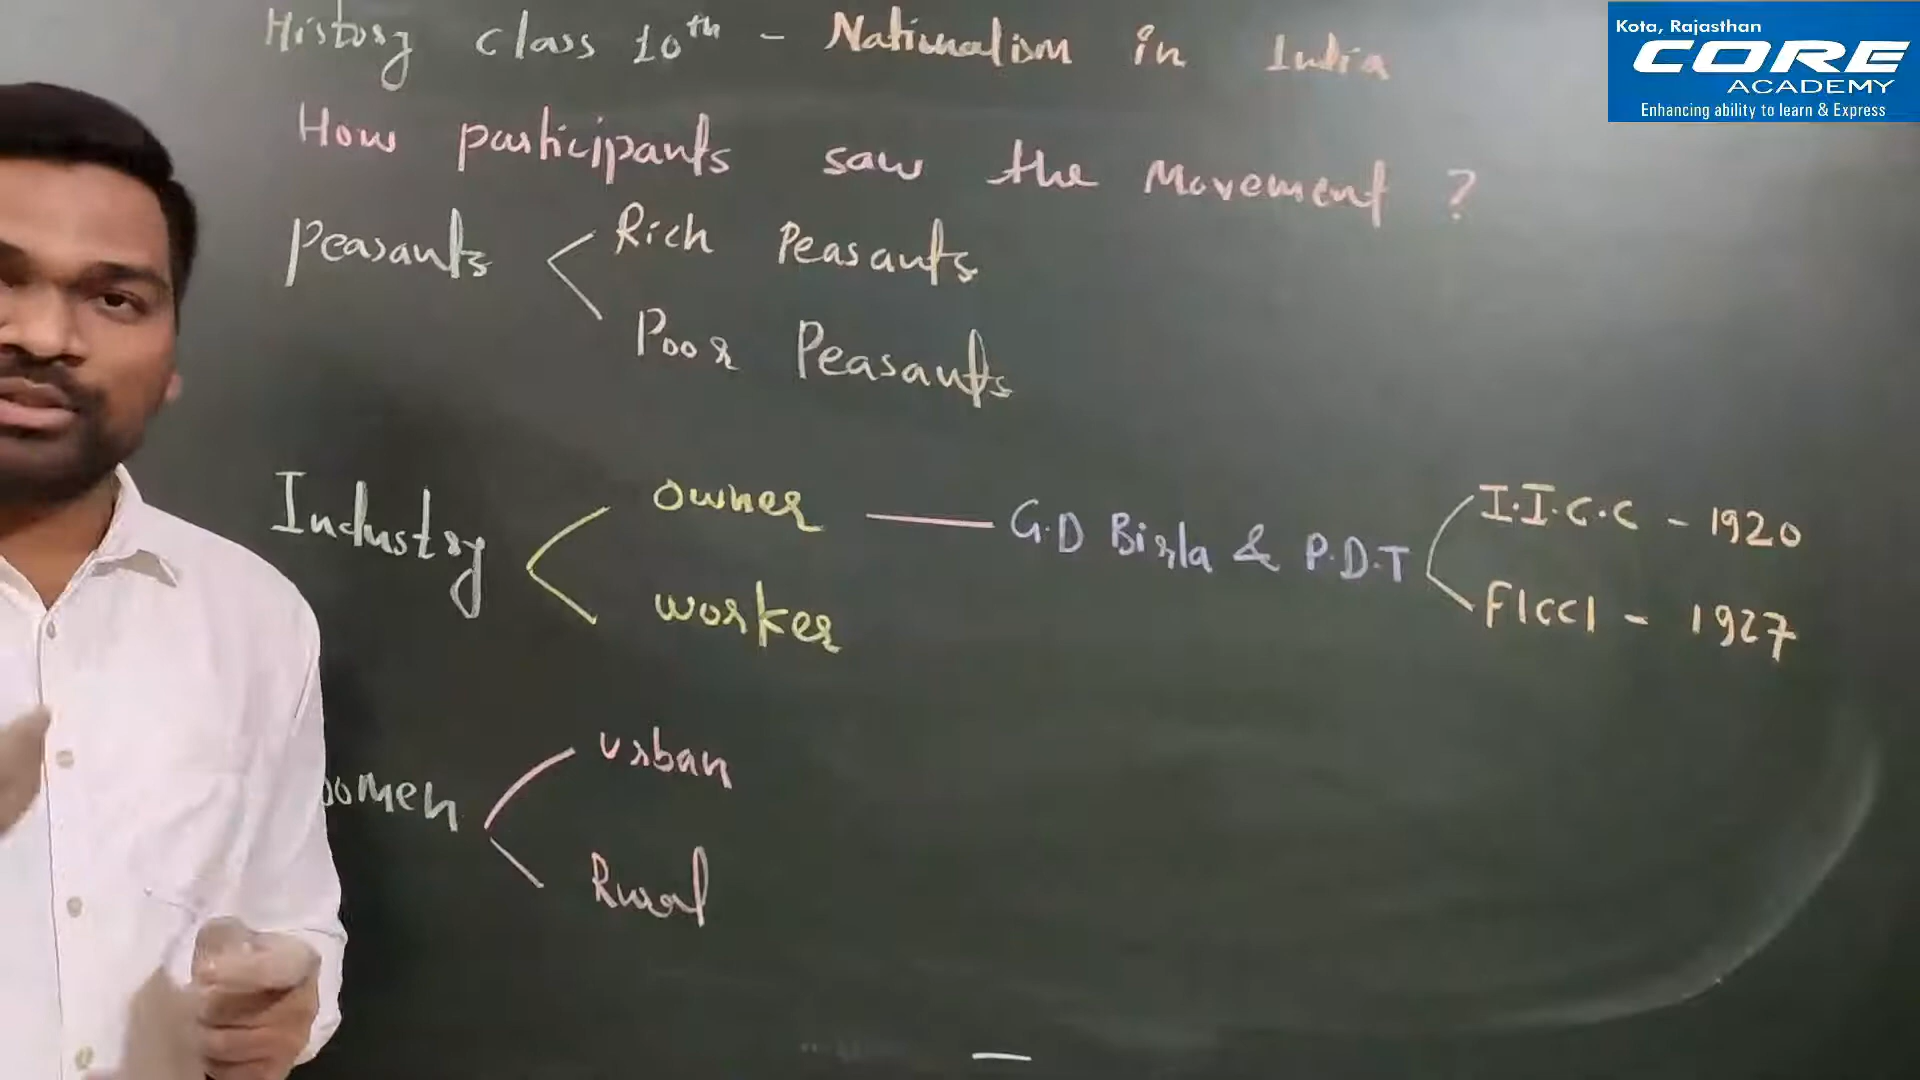 History class 10th - Nationalism in India
How participants saw the Movement ?
Peasants
Rich Peasants
Poor Peasants
Industry
owner
G.D Birla & P.D.T
I.I.C.C - 1920
FICCI - 1927
worker
women
urban
Rural
Kota, Rajasthan
CORE
ACADEMY
Enhancing ability to learn & Express